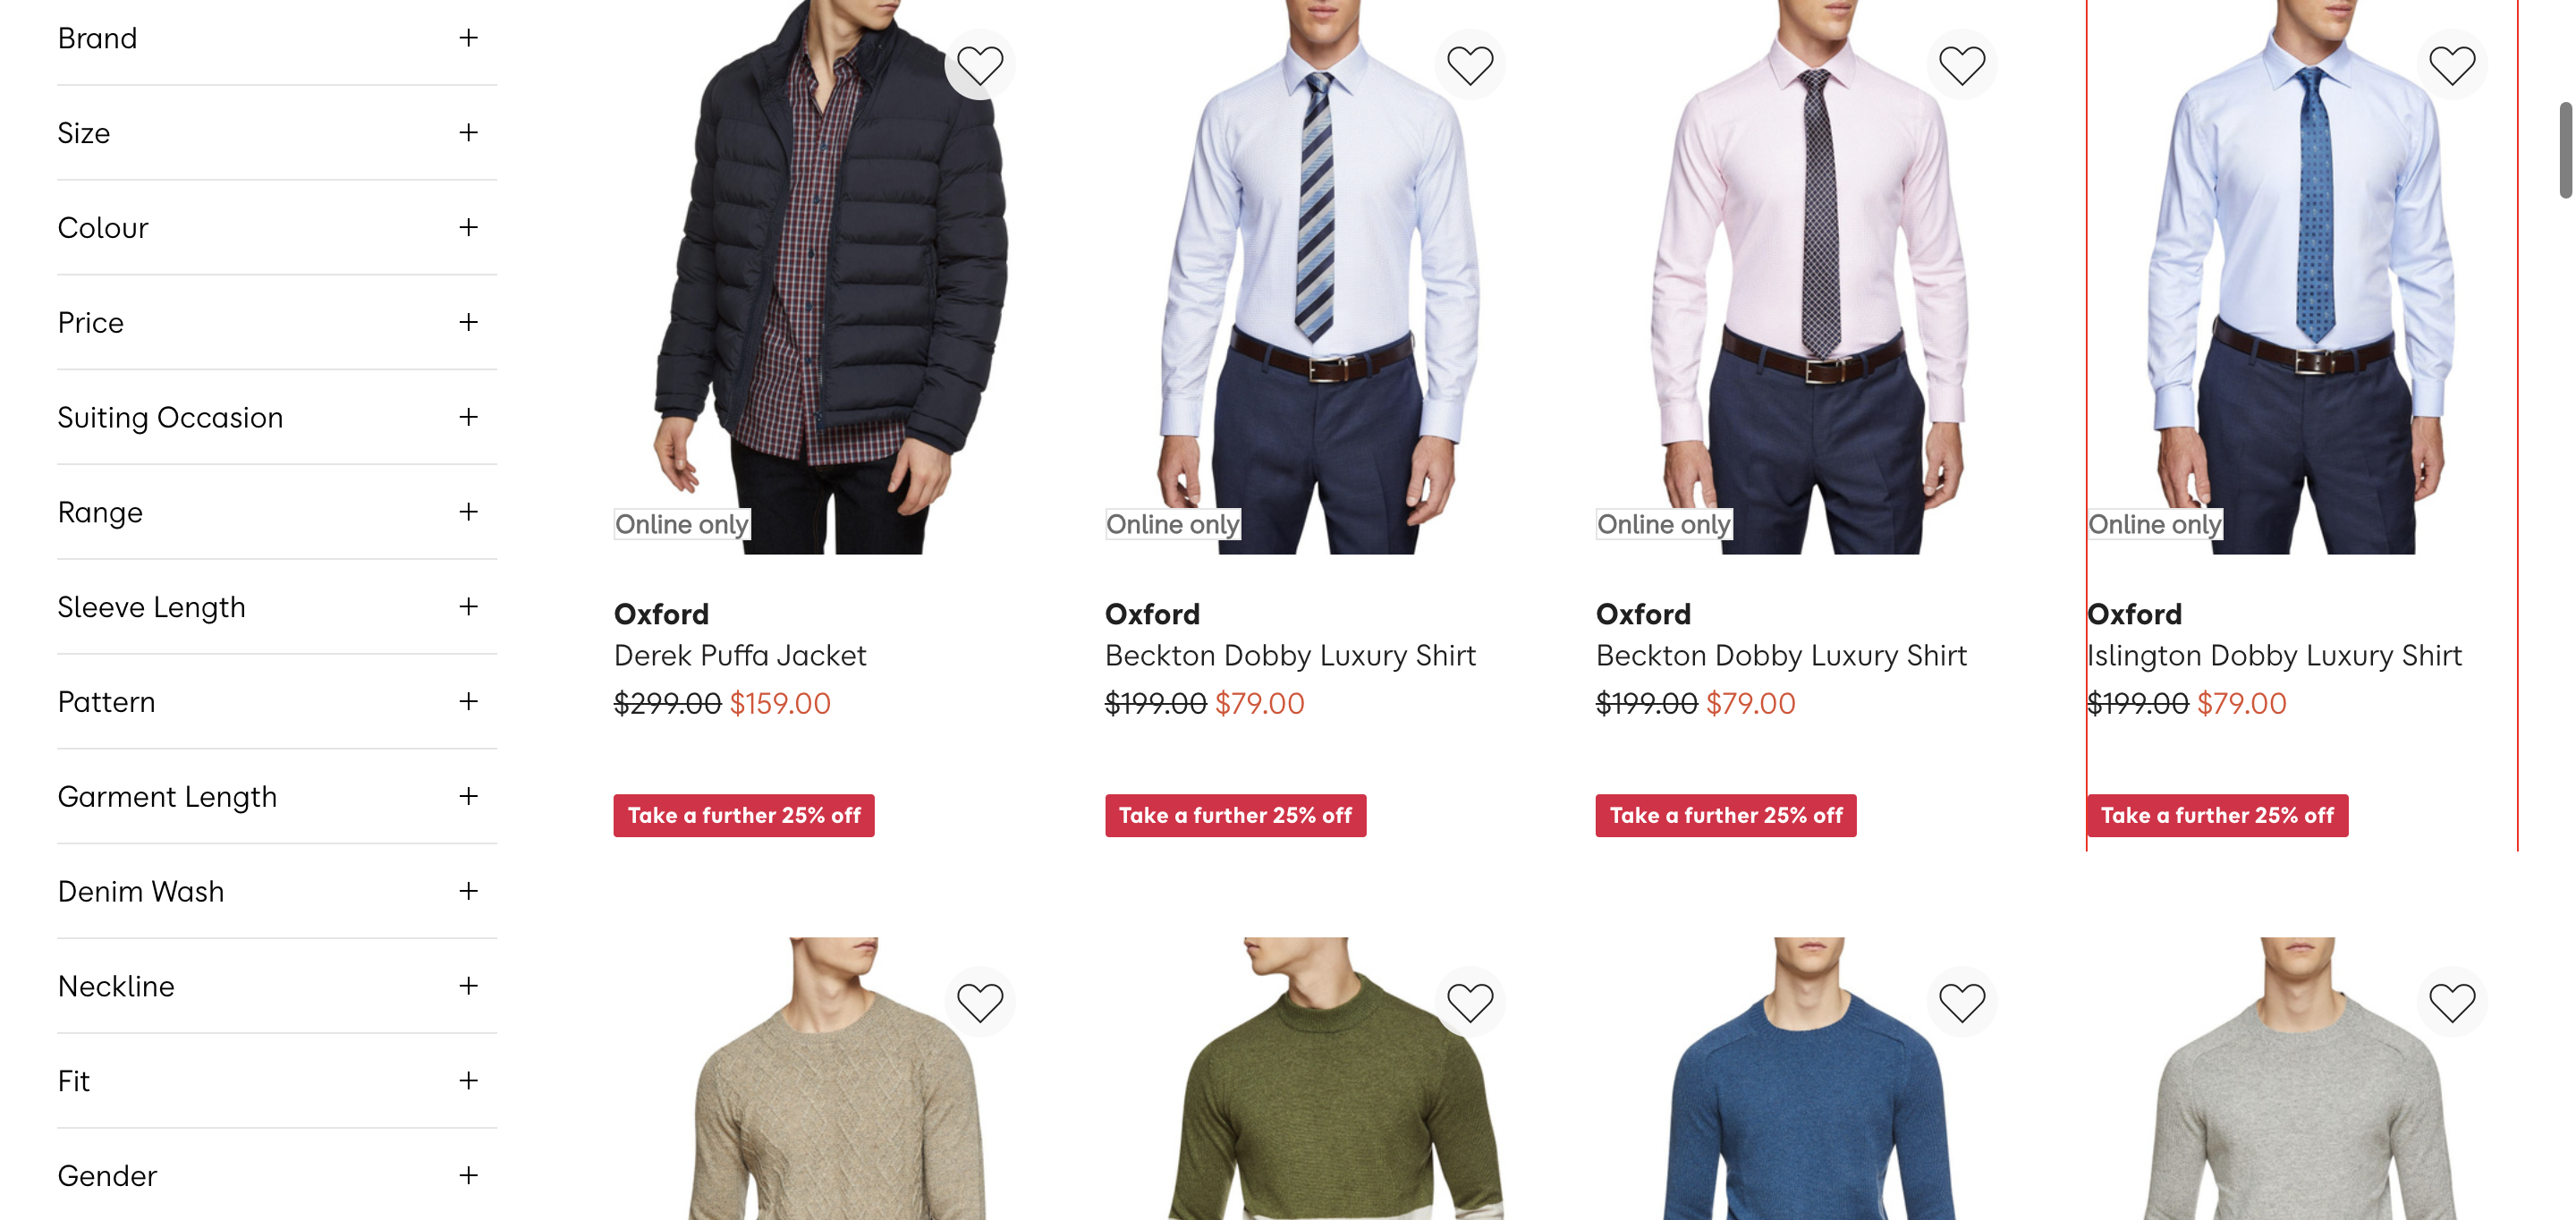 Brand
Size
Colour
Price
Suiting Occasion
Range
Sleeve Length
Pattern
Garment Length
Denim Wash
Neckline
Fit
Gender
Online only
Oxford
Derek Puffa Jacket
$299.00 $159.00
Take a further 25% off
Online only
Oxford
Beckton Dobby Luxury Shirt
$199.00 $79.00
Take a further 25% off
Online only
Oxford
Beckton Dobby Luxury Shirt
$199.00 $79.00
Take a further 25% off
Online only
Oxford
Islington Dobby Luxury Shirt
$199.00 $79.00
Take a further 25% off